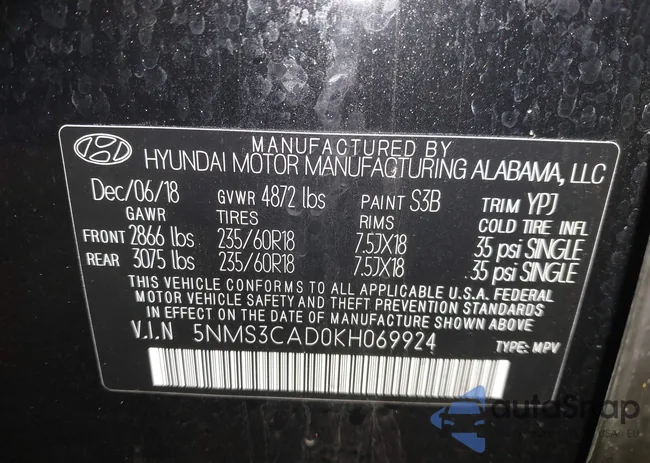 MANUFACTURED BY
HYUNDAI MOTOR MANUFACTURING ALABAMA, LLC
Dec/06/18 GVWR 4872 lbs PAINT S3B TRIM YPJ
GAWR TIRES RIMS COLD TIRE INFL
FRONT 2866 lbs 235/60R18 7.5JX18 35 psi SINGLE
REAR 3075 lbs 235/60R18 7.5JX18 35 psi SINGLE
THIS VEHICLE CONFORMS TO ALL APPLICABLE U.S.A. FEDERAL
MOTOR VEHICLE SAFETY AND THEFT PREVENTION STANDARDS
IN EFFECT ON THE DATE OF MANUFACTURE SHOWN ABOVE
V.I.N 5NMS3CAD0KH069924 TYPE: MPV
autoSnap